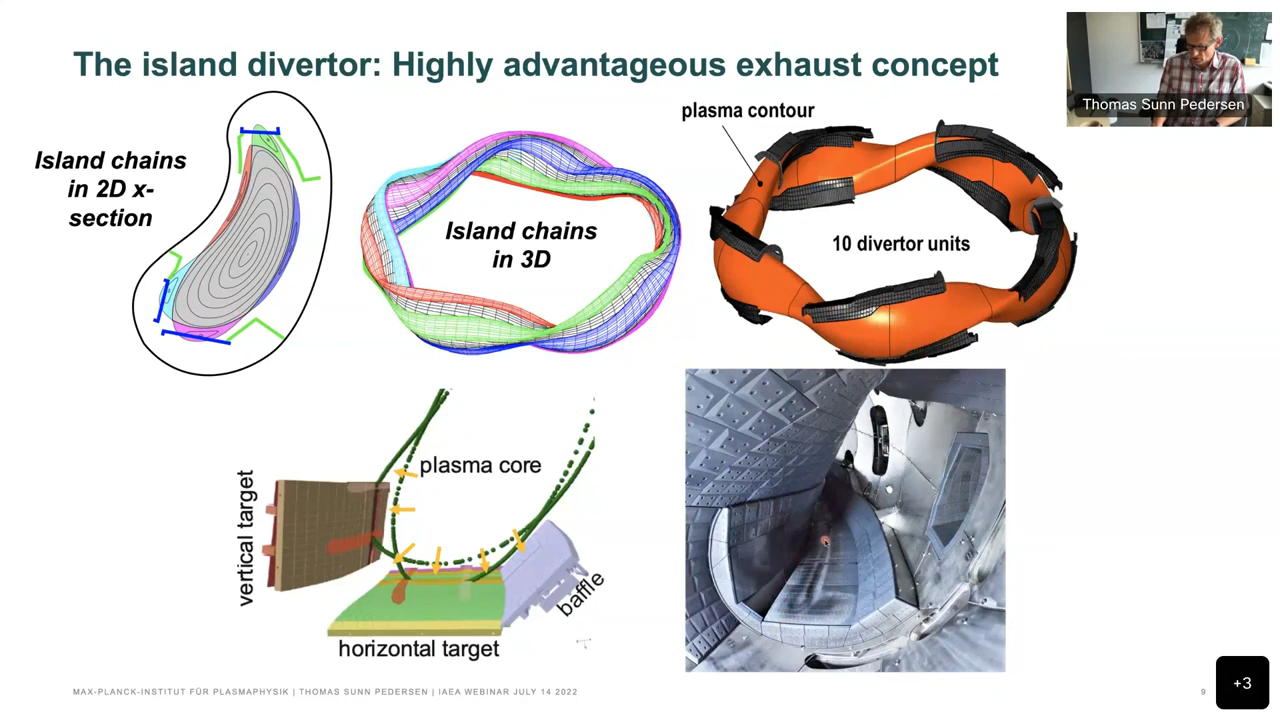 The island divertor: Highly advantageous exhaust concept
Thomas Sunn Pedersen
Island chains
in 2D x-
section
Island chains
in 3D
plasma contour
10 divertor units
vertical target
plasma core
baffle
horizontal target
MAX-PLANCK-INSTITUT FÜR PLASMAPHYSIK | THOMAS SUNN PEDERSEN | IAEA WEBINAR JULY 14 2022
9
+3